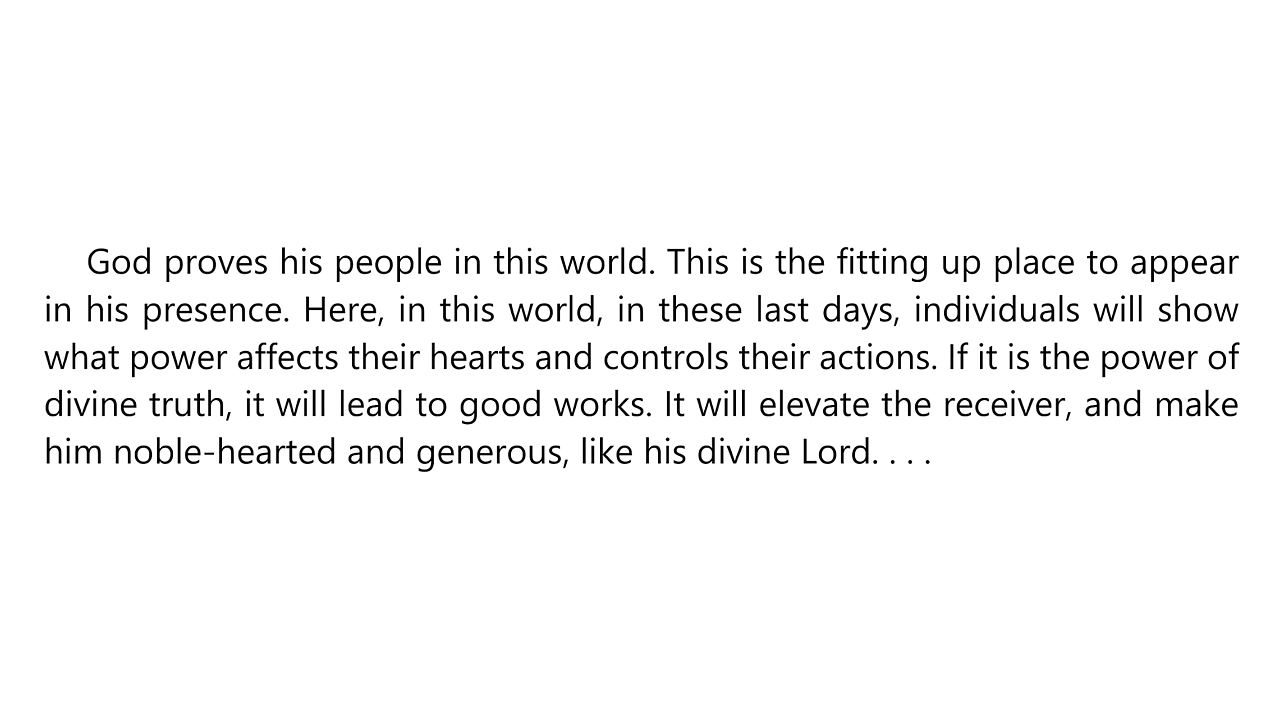 God proves his people in this world. This is the fitting up place to appear
in his presence. Here, in this world, in these last days, individuals will show
what power affects their hearts and controls their actions. If it is the power of
divine truth, it will lead to good works. It will elevate the receiver, and make
him noble-hearted and generous, like his divine Lord. . . .